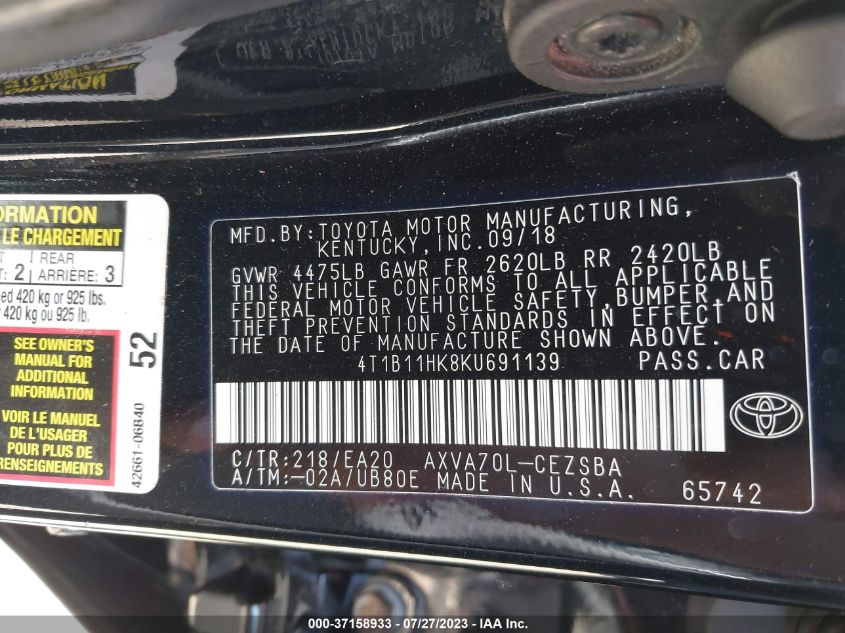 ORMATION
LE CHARGEMENT
REAR
2 ARRIÈRE: 3
ed 420 kg or 925 lbs.
420 kg ou 925 lb.
SEE OWNER'S
MANUAL FOR
ADDITIONAL
INFORMATION
VOIR LE MANUEL
DE L'USAGER
POUR PLUS DE
RENSEIGNEMENTS
52
42661-06B40
MFD.BY:TOYOTA MOTOR MANUFACTURING,
KENTUCKY, INC. 09/18
GVWR 4475LB GAWR FR 2620LB RR 2420LB
THIS VEHICLE CONFORMS TO ALL APPLICABLE
FEDERAL MOTOR VEHICLE SAFETY, BUMPER, AND
THEFT PREVENTION STANDARDS IN EFFECT ON
THE DATE OF MANUFACTURE SHOWN ABOVE.
4T1B11HK8KU691139 PASS.CAR
C/TR:218/EA20 AXVA70L-CEZSBA
A/TM:-02A/UB80E MADE IN U.S.A. 65742
000-37158933 - 07/27/2023 - IAAI.COM